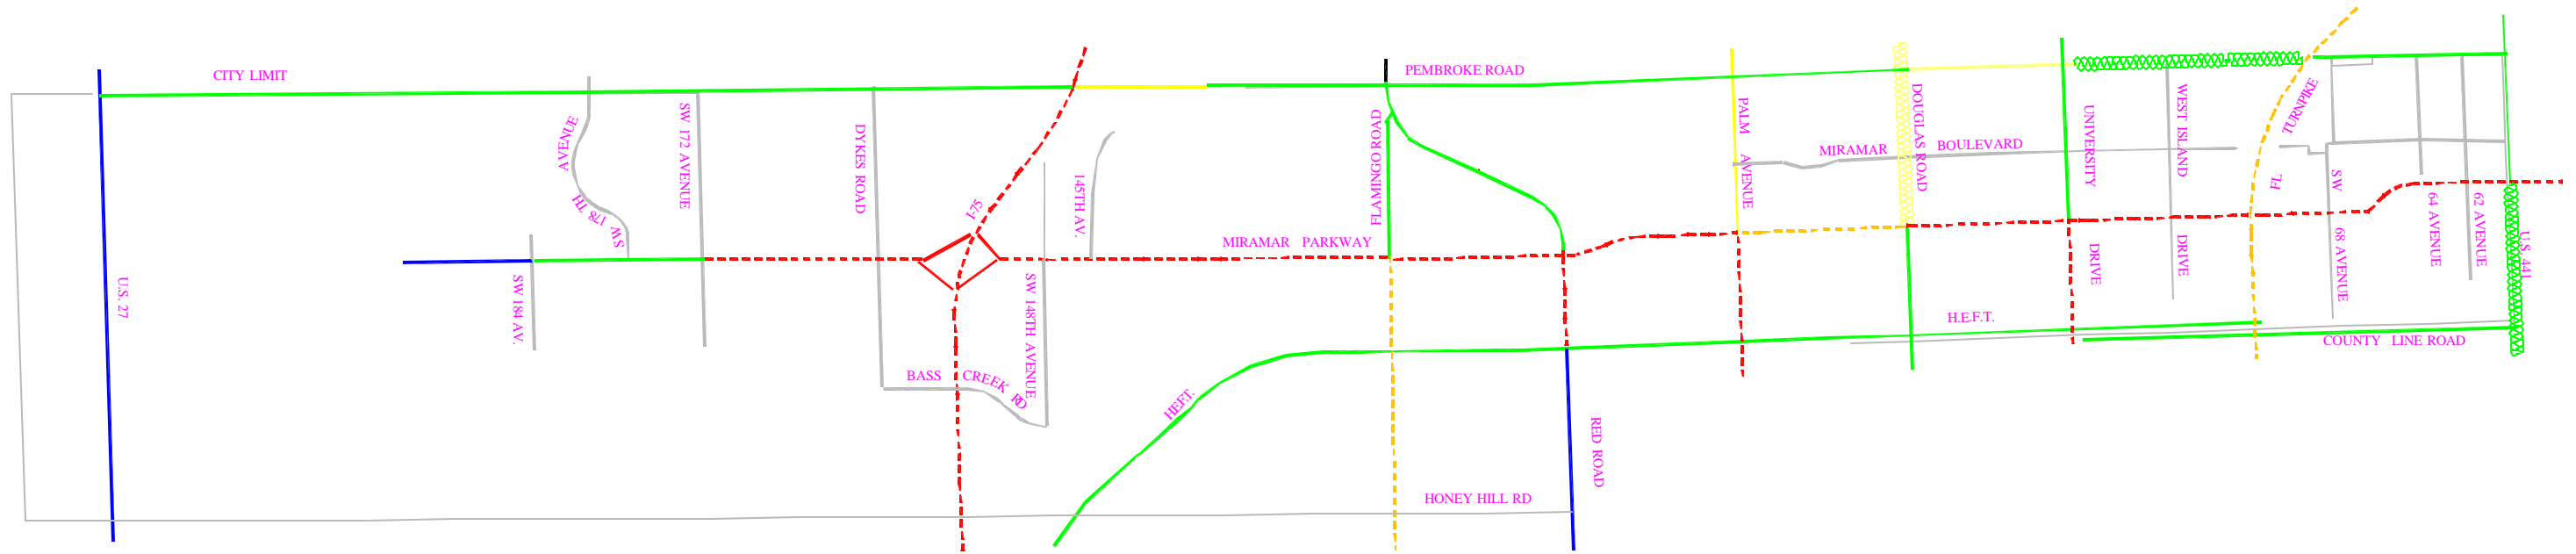 CITY LIMIT
PEMBROKE ROAD
AVENUE
SW 178 TH
SW 172 AVENUE
DYKES ROAD
I-75
145TH AV.
FLAMINGO ROAD
PALM AVENUE
MIRAMAR BOULEVARD
DOUGLAS ROAD
UNIVERSITY DRIVE
WEST ISLAND DRIVE
FL TURNPIKE
SW 68 AVENUE
64 AVENUE
62 AVENUE
U.S. 441
U.S. 27
SW 184 AV.
MIRAMAR PARKWAY
SW 148TH AVENUE
H.E.F.T.
COUNTY LINE ROAD
BASS CREEK RD
HEFT.
RED ROAD
HONEY HILL RD